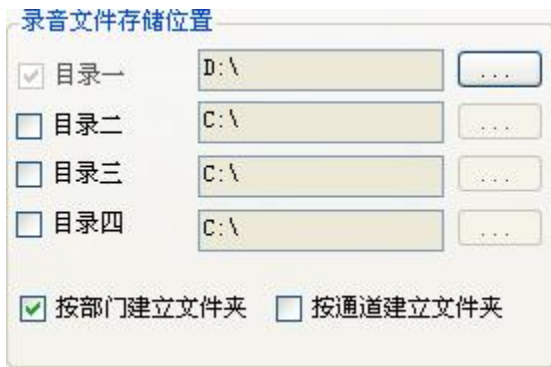 录音文件存储位置
目录一 D:\ ...
目录二 C:\ ...
目录三 C:\ ...
目录四 C:\ ...
按部门建立文件夹 按通道建立文件夹